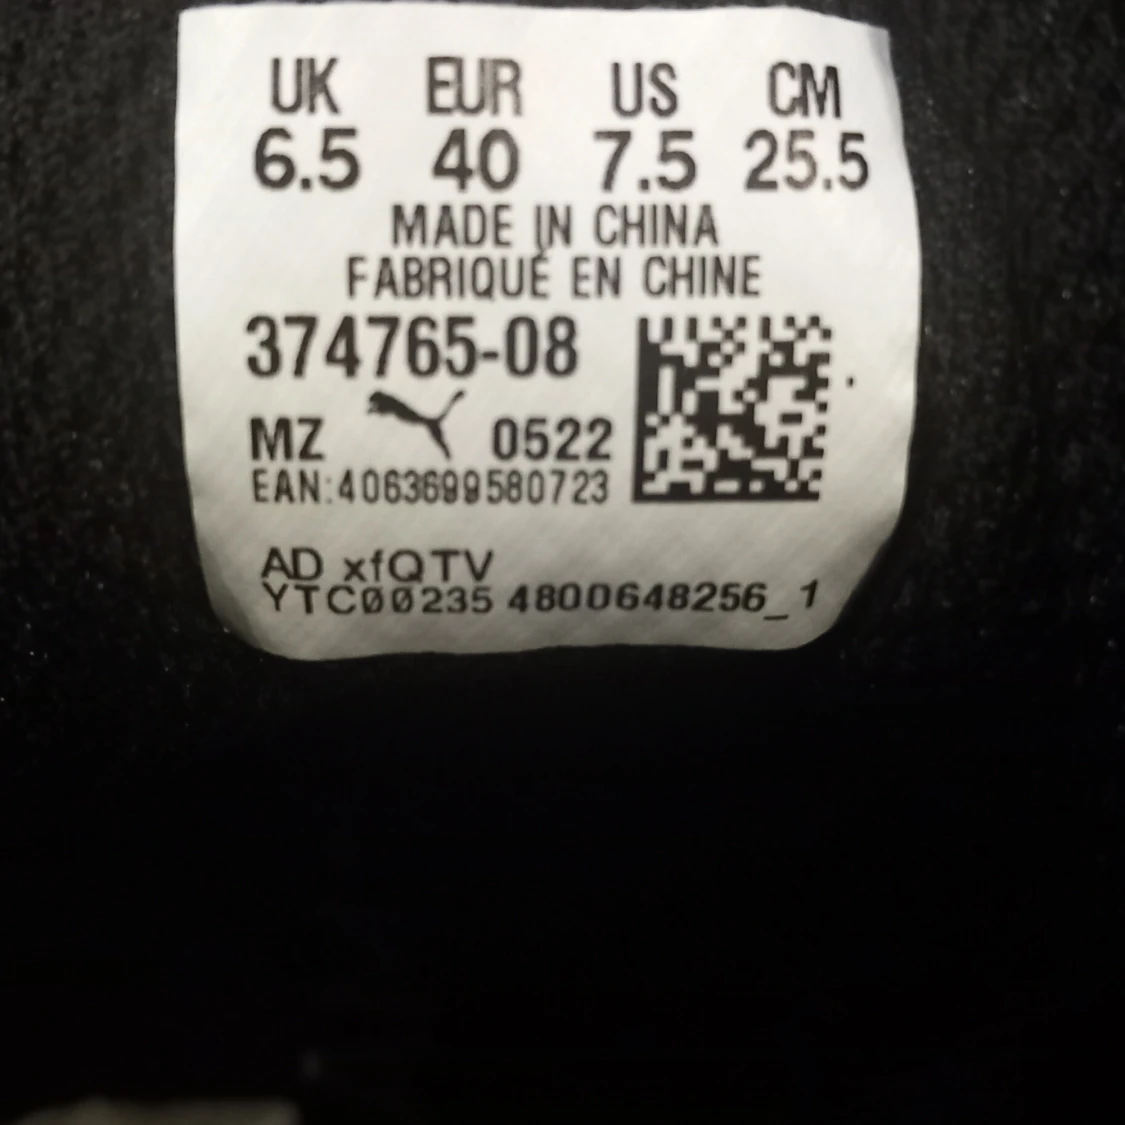 UK EUR US CM
6.5 40 7.5 25.5
MADE IN CHINA
FABRIQUÉ EN CHINE
374765-08
MZ 0522
EAN:4063699580723
AD xfQTV
YTC00235 4800648256_1